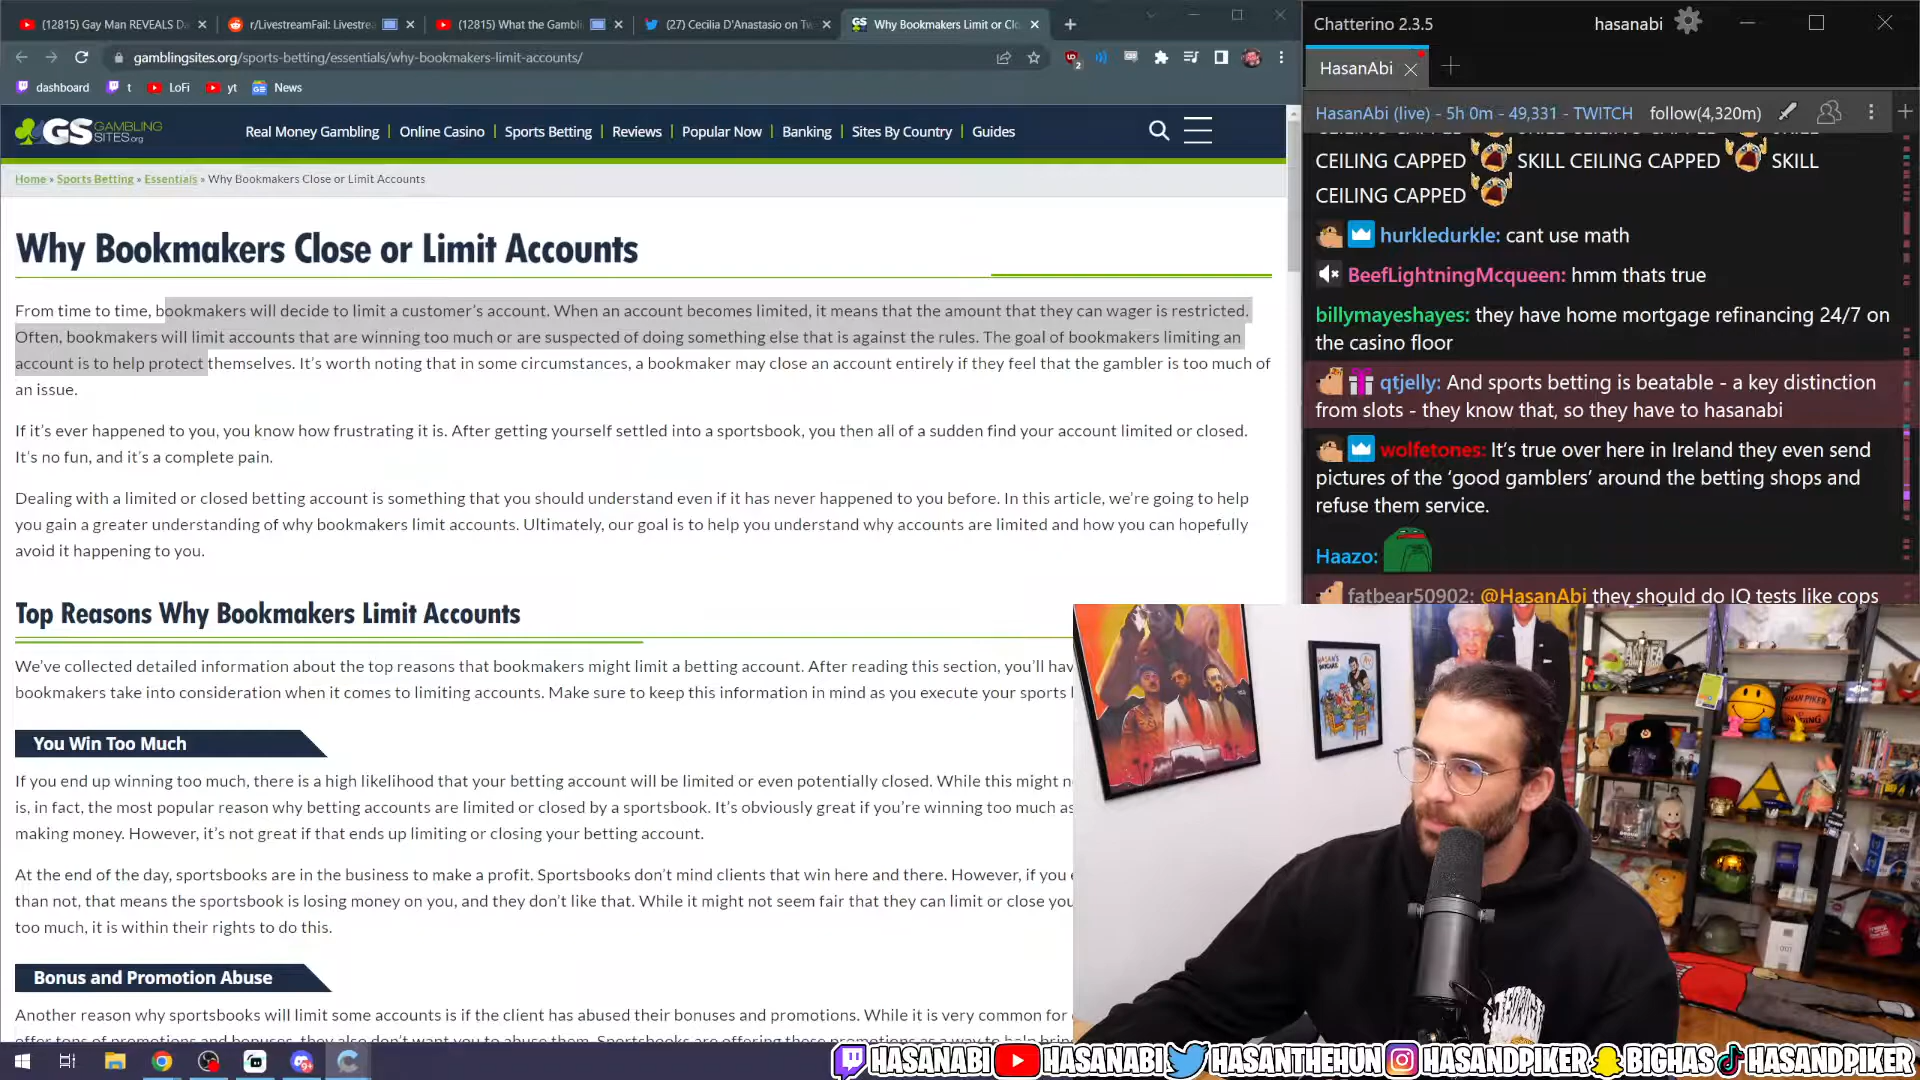 (12815) Gay Man REVEALS Da
r/LivestreamFail: Livestrea
(12815) What the Gambli
(27) Cecilia D'Anastasio on Tw
Why Bookmakers Limit or Clo
gamblingsites.org/sports-betting/essentials/why-bookmakers-limit-accounts/
dashboard
t
LoFi
yt
News
GS GAMBLING SITES.org
Real Money Gambling
Online Casino
Sports Betting
Reviews
Popular Now
Banking
Sites By Country
Guides
Home » Sports Betting » Essentials » Why Bookmakers Close or Limit Accounts
Why Bookmakers Close or Limit Accounts
From time to time, bookmakers will decide to limit a customer's account. When an account becomes limited, it means that the amount that they can wager is restricted.
Often, bookmakers will limit accounts that are winning too much or are suspected of doing something else that is against the rules. The goal of bookmakers limiting an
account is to help protect themselves. It's worth noting that in some circumstances, a bookmaker may close an account entirely if they feel that the gambler is too much of
an issue.
If it's ever happened to you, you know how frustrating it is. After getting yourself settled into a sportsbook, you then all of a sudden find your account limited or closed.
It's no fun, and it's a complete pain.
Dealing with a limited or closed betting account is something that you should understand even if it has never happened to you before. In this article, we're going to help
you gain a greater understanding of why bookmakers limit accounts. Ultimately, our goal is to help you understand why accounts are limited and how you can hopefully
avoid it happening to you.
Top Reasons Why Bookmakers Limit Accounts
We've collected detailed information about the top reasons that bookmakers might limit a betting account. After reading this section, you'll hav
bookmakers take into consideration when it comes to limiting accounts. Make sure to keep this information in mind as you execute your sports
You Win Too Much
If you end up winning too much, there is a high likelihood that your betting account will be limited or even potentially closed. While this might n
is, in fact, the most popular reason why betting accounts are limited or closed by a sportsbook. It's obviously great if you're winning too much as
making money. However, it's not great if that ends up limiting or closing your betting account.
At the end of the day, sportsbooks are in the business to make a profit. Sportsbooks don't mind clients that win here and there. However, if you
than not, that means the sportsbook is losing money on you, and they don't like that. While it might not seem fair that they can limit or close you
too much, it is within their rights to do this.
Bonus and Promotion Abuse
Another reason why sportsbooks will limit some accounts is if the client has abused their bonuses and promotions. While it is very common for
offer tons of promotions and bonuses, they also don't want you to abuse them. Sportsbooks are offering these promotions as a way to help bring
Chatterino 2.3.5
hasanabi
HasanAbi
HasanAbi (live) - 5h 0m - 49,331 - TWITCH
follow(4,320m)
CEILING CAPPED SKILL CEILING CAPPED SKILL
CEILING CAPPED
hurkledurkle: cant use math
BeefLightningMcqueen: hmm thats true
billymayeshayes: they have home mortgage refinancing 24/7 on
the casino floor
qtjelly: And sports betting is beatable - a key distinction
from slots - they know that, so they have to hasanabi
wolfetones: It's true over here in Ireland they even send
pictures of the 'good gamblers' around the betting shops and
refuse them service.
Haazo:
fatbear50902: @HasanAbi they should do IQ tests like cops
HASANABI HASANABI HASANTHEHUN HASANDPIKER BIGHAS HASANDPIKER